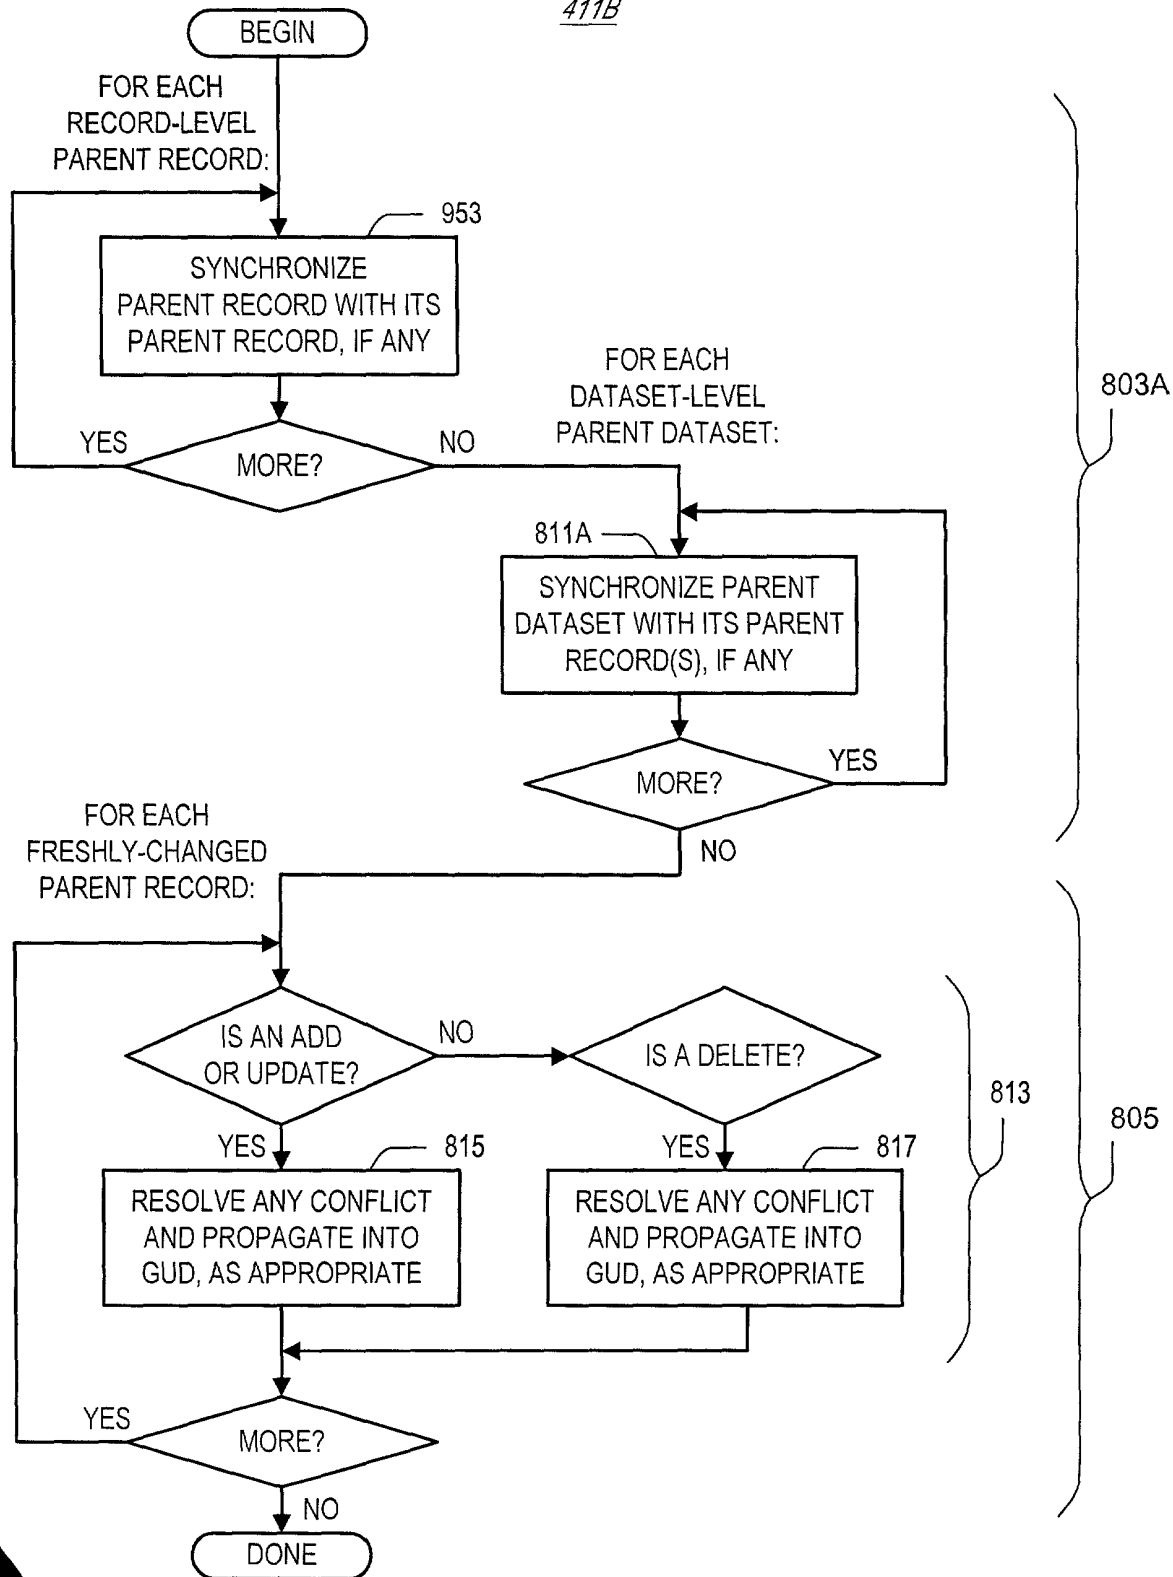 411B
BEGIN
FOR EACH
RECORD-LEVEL
PARENT RECORD:
953
SYNCHRONIZE
PARENT RECORD WITH ITS
PARENT RECORD, IF ANY
YES
MORE?
NO
FOR EACH
DATASET-LEVEL
PARENT DATASET:
803A
811A
SYNCHRONIZE PARENT
DATASET WITH ITS PARENT
RECORD(S), IF ANY
MORE?
YES
NO
FOR EACH
FRESHLY-CHANGED
PARENT RECORD:
IS AN ADD
OR UPDATE?
NO
IS A DELETE?
813
805
YES
815
RESOLVE ANY CONFLICT
AND PROPAGATE INTO
GUD, AS APPROPRIATE
YES
817
RESOLVE ANY CONFLICT
AND PROPAGATE INTO
GUD, AS APPROPRIATE
YES
MORE?
NO
DONE